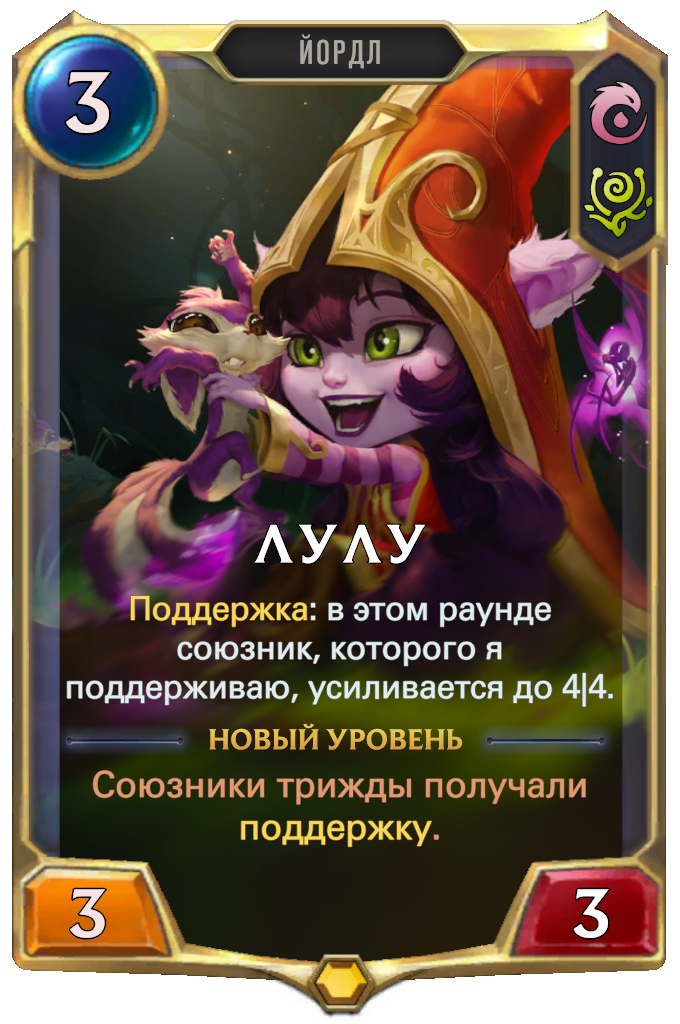 ЙОРДЛ
3
ЛУЛУ
Поддержка: в этом раунде
союзник, которого я
поддерживаю, усиливается до 4|4.
НОВЫЙ УРОВЕНЬ
Союзники трижды получали
поддержку.
3
3